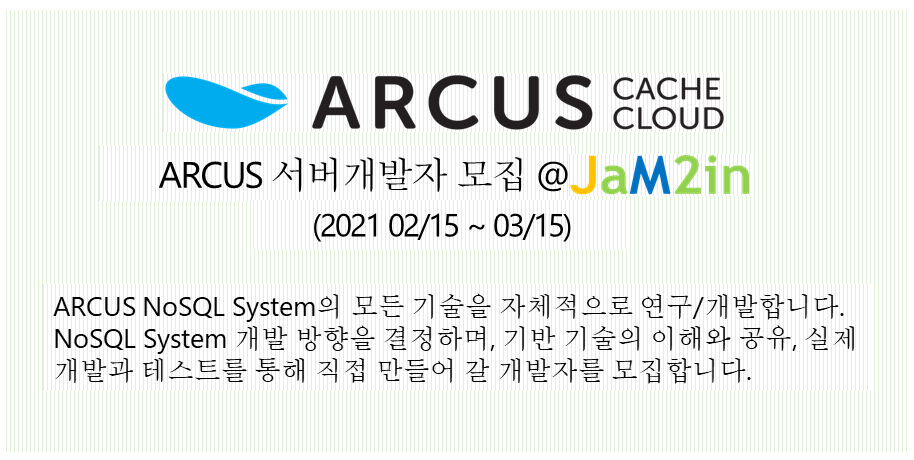 ARCUS CACHE
CLOUD
ARCUS 서버개발자 모집 @JaM2in
(2021 02/15 ~ 03/15)
ARCUS NoSQL System의 모든 기술을 자체적으로 연구/개발합니다.
NoSQL System 개발 방향을 결정하며, 기반 기술의 이해와 공유, 실제
개발과 테스트를 통해 직접 만들어 갈 개발자를 모집합니다.